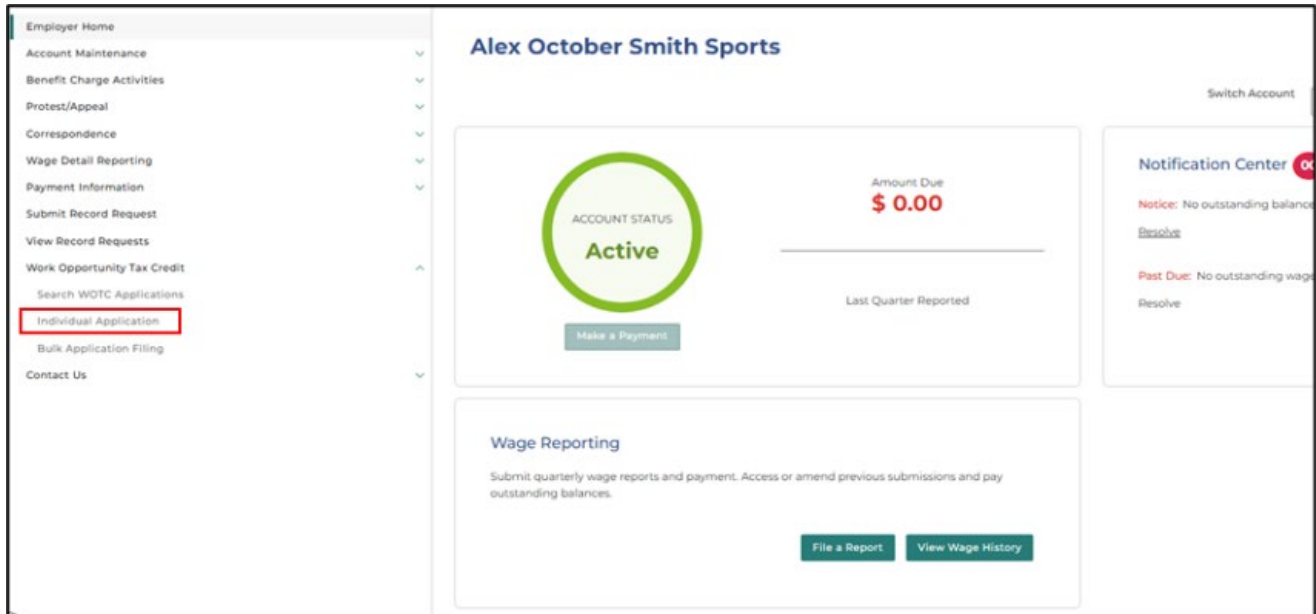 Employer Home
Account Maintenance
Benefit Charge Activities
Protest/Appeal
Correspondence
Wage Detail Reporting
Payment Information
Submit Record Request
View Record Requests
Work Opportunity Tax Credit
Search WOTC Applications
Individual Application
Bulk Application Filing
Contact Us
Alex October Smith Sports
Switch Account
ACCOUNT STATUS
Active
Make a Payment
Amount Due
$ 0.00
Last Quarter Reported
Notification Center
Notice: No outstanding balance
Resolve
Past Due: No outstanding wage
Resolve
Wage Reporting
Submit quarterly wage reports and payment. Access or amend previous submissions and pay
outstanding balances.
File a Report
View Wage History